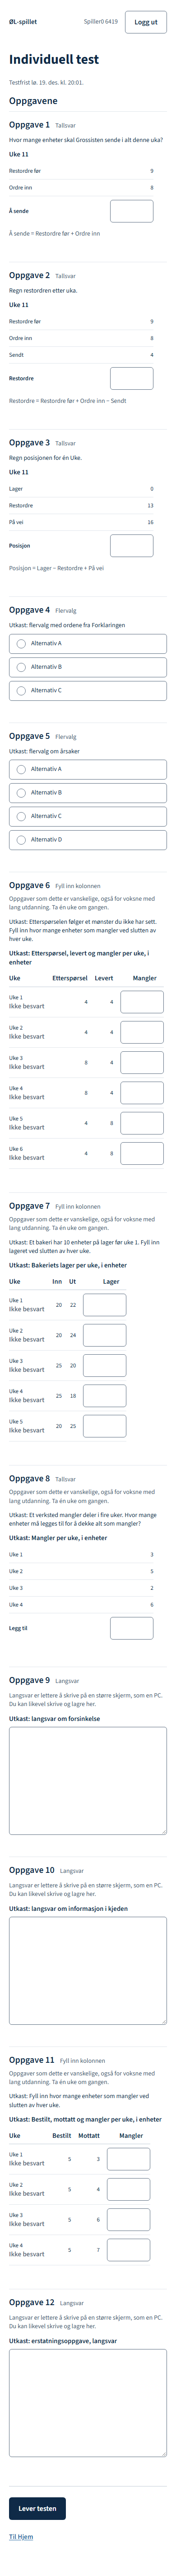 ØL-spillet
Spiller0 6419
Logg ut
Individuell test
Testfrist lø. 19. des. kl. 20:01.
Oppgavene
Oppgave 1 Tallsvar
Hvor mange enheter skal Grossisten sende i alt denne uka?
Uke 11
Restordre før 9
Ordre inn 8
Å sende
Å sende = Restordre før + Ordre inn
Oppgave 2 Tallsvar
Regn restordren etter uka.
Uke 11
Restordre før 9
Ordre inn 8
Sendt 4
Restordre
Restordre = Restordre før + Ordre inn − Sendt
Oppgave 3 Tallsvar
Regn posisjonen for én Uke.
Uke 11
Lager 0
Restordre 13
På vei 16
Posisjon
Posisjon = Lager − Restordre + På vei
Oppgave 4 Flervalg
Utkast: flervalg med ordene fra Forklaringen
Alternativ A
Alternativ B
Alternativ C
Oppgave 5 Flervalg
Utkast: flervalg om årsaker
Alternativ A
Alternativ B
Alternativ C
Alternativ D
Oppgave 6 Fyll inn kolonnen
Oppgaver som dette er vanskelige, også for voksne med
lang utdanning. Ta én uke om gangen.
Utkast: Etterspørselen følger et mønster du ikke har sett.
Fyll inn hvor mange enheter som mangler ved slutten av
hver uke.
Utkast: Etterspørsel, levert og mangler per uke, i
enheter
Uke Etterspørsel Levert Mangler
Uke 1
Ikke besvart 4 4
Uke 2
Ikke besvart 4 4
Uke 3
Ikke besvart 8 4
Uke 4
Ikke besvart 8 4
Uke 5
Ikke besvart 4 8
Uke 6
Ikke besvart 4 8
Oppgave 7 Fyll inn kolonnen
Oppgaver som dette er vanskelige, også for voksne med
lang utdanning. Ta én uke om gangen.
Utkast: Et bakeri har 10 enheter på lager før uke 1. Fyll inn
lageret ved slutten av hver uke.
Utkast: Bakeriets lager per uke, i enheter
Uke Inn Ut Lager
Uke 1
Ikke besvart 20 22
Uke 2
Ikke besvart 20 24
Uke 3
Ikke besvart 25 20
Uke 4
Ikke besvart 25 18
Uke 5
Ikke besvart 20 25
Oppgave 8 Tallsvar
Oppgaver som dette er vanskelige, også for voksne med
lang utdanning. Ta én uke om gangen.
Utkast: Et verksted mangler deler i fire uker. Hvor mange
enheter må legges til for å dekke alt som mangler?
Utkast: Mangler per uke, i enheter
Uke 1 3
Uke 2 5
Uke 3 2
Uke 4 6
Legg til
Oppgave 9 Langsvar
Langsvar er lettere å skrive på en større skjerm, som en PC.
Du kan likevel skrive og lagre her.
Utkast: langsvar om forsinkelse
Oppgave 10 Langsvar
Langsvar er lettere å skrive på en større skjerm, som en PC.
Du kan likevel skrive og lagre her.
Utkast: langsvar om informasjon i kjeden
Oppgave 11 Fyll inn kolonnen
Oppgaver som dette er vanskelige, også for voksne med
lang utdanning. Ta én uke om gangen.
Utkast: Fyll inn hvor mange enheter som mangler ved
slutten av hver uke.
Utkast: Bestilt, mottatt og mangler per uke, i enheter
Uke Bestilt Mottatt Mangler
Uke 1
Ikke besvart 5 3
Uke 2
Ikke besvart 5 4
Uke 3
Ikke besvart 5 6
Uke 4
Ikke besvart 5 7
Oppgave 12 Langsvar
Langsvar er lettere å skrive på en større skjerm, som en PC.
Du kan likevel skrive og lagre her.
Utkast: erstatningsoppgave, langsvar
Lever testen
Til Hjem